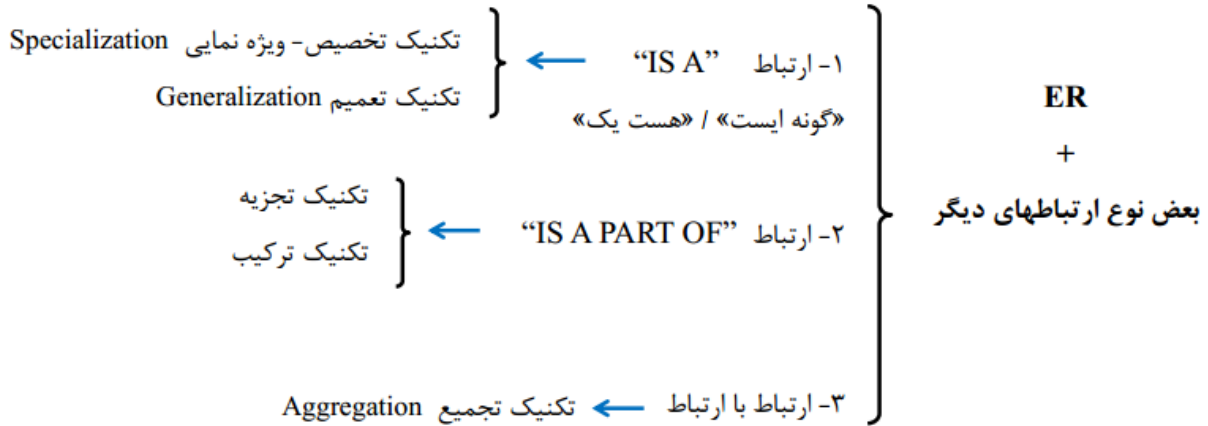 ER
+
بعض نوع ارتباطهای دیگر
۱- ارتباط “IS A”
«گونه ایست» / «هست یک»
تکنیک تخصیص- ویژه نمایی Specialization
تکنیک تعمیم Generalization
۲- ارتباط “IS A PART OF”
تکنیک تجزیه
تکنیک ترکیب
۳- ارتباط با ارتباط
تکنیک تجمیع Aggregation